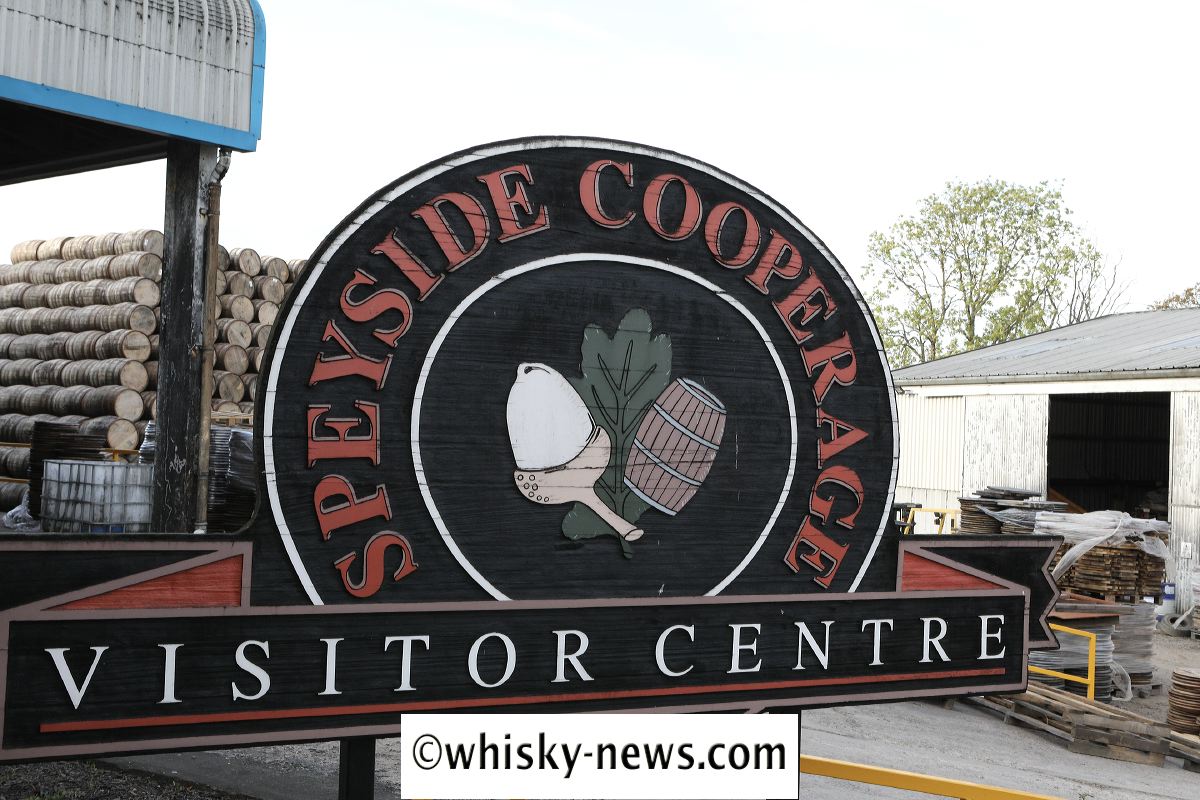 SPEYSIDE COOPERAGE
VISITOR CENTRE
©whisky-news.com